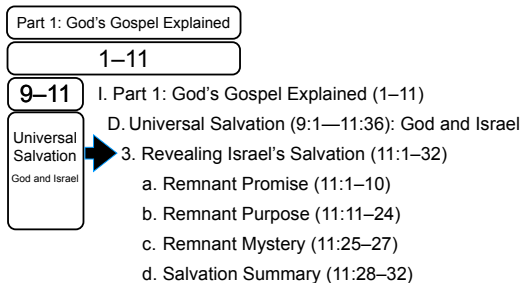 Part 1: God's Gospel Explained
1–11
9–11
I. Part 1: God's Gospel Explained (1–11)
D. Universal Salvation (9:1—11:36): God and Israel
Universal
Salvation
God and Israel
3. Revealing Israel's Salvation (11:1–32)
a. Remnant Promise (11:1–10)
b. Remnant Purpose (11:11–24)
c. Remnant Mystery (11:25–27)
d. Salvation Summary (11:28–32)